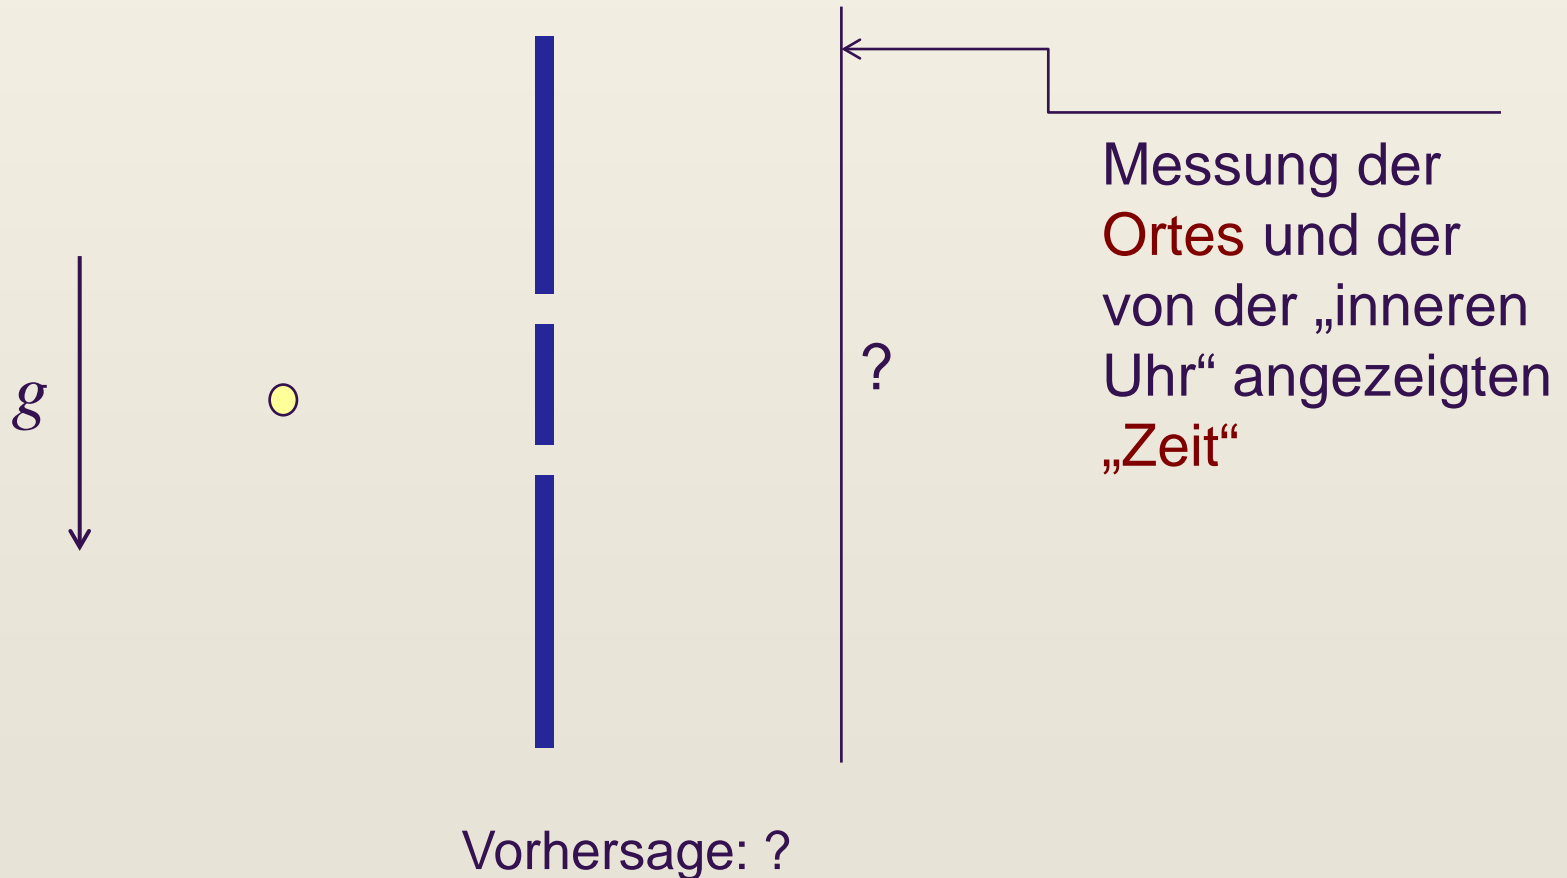 Messung der
Ortes und der
von der „inneren
Uhr“ angezeigten
„Zeit“
?
g
Vorhersage: ?